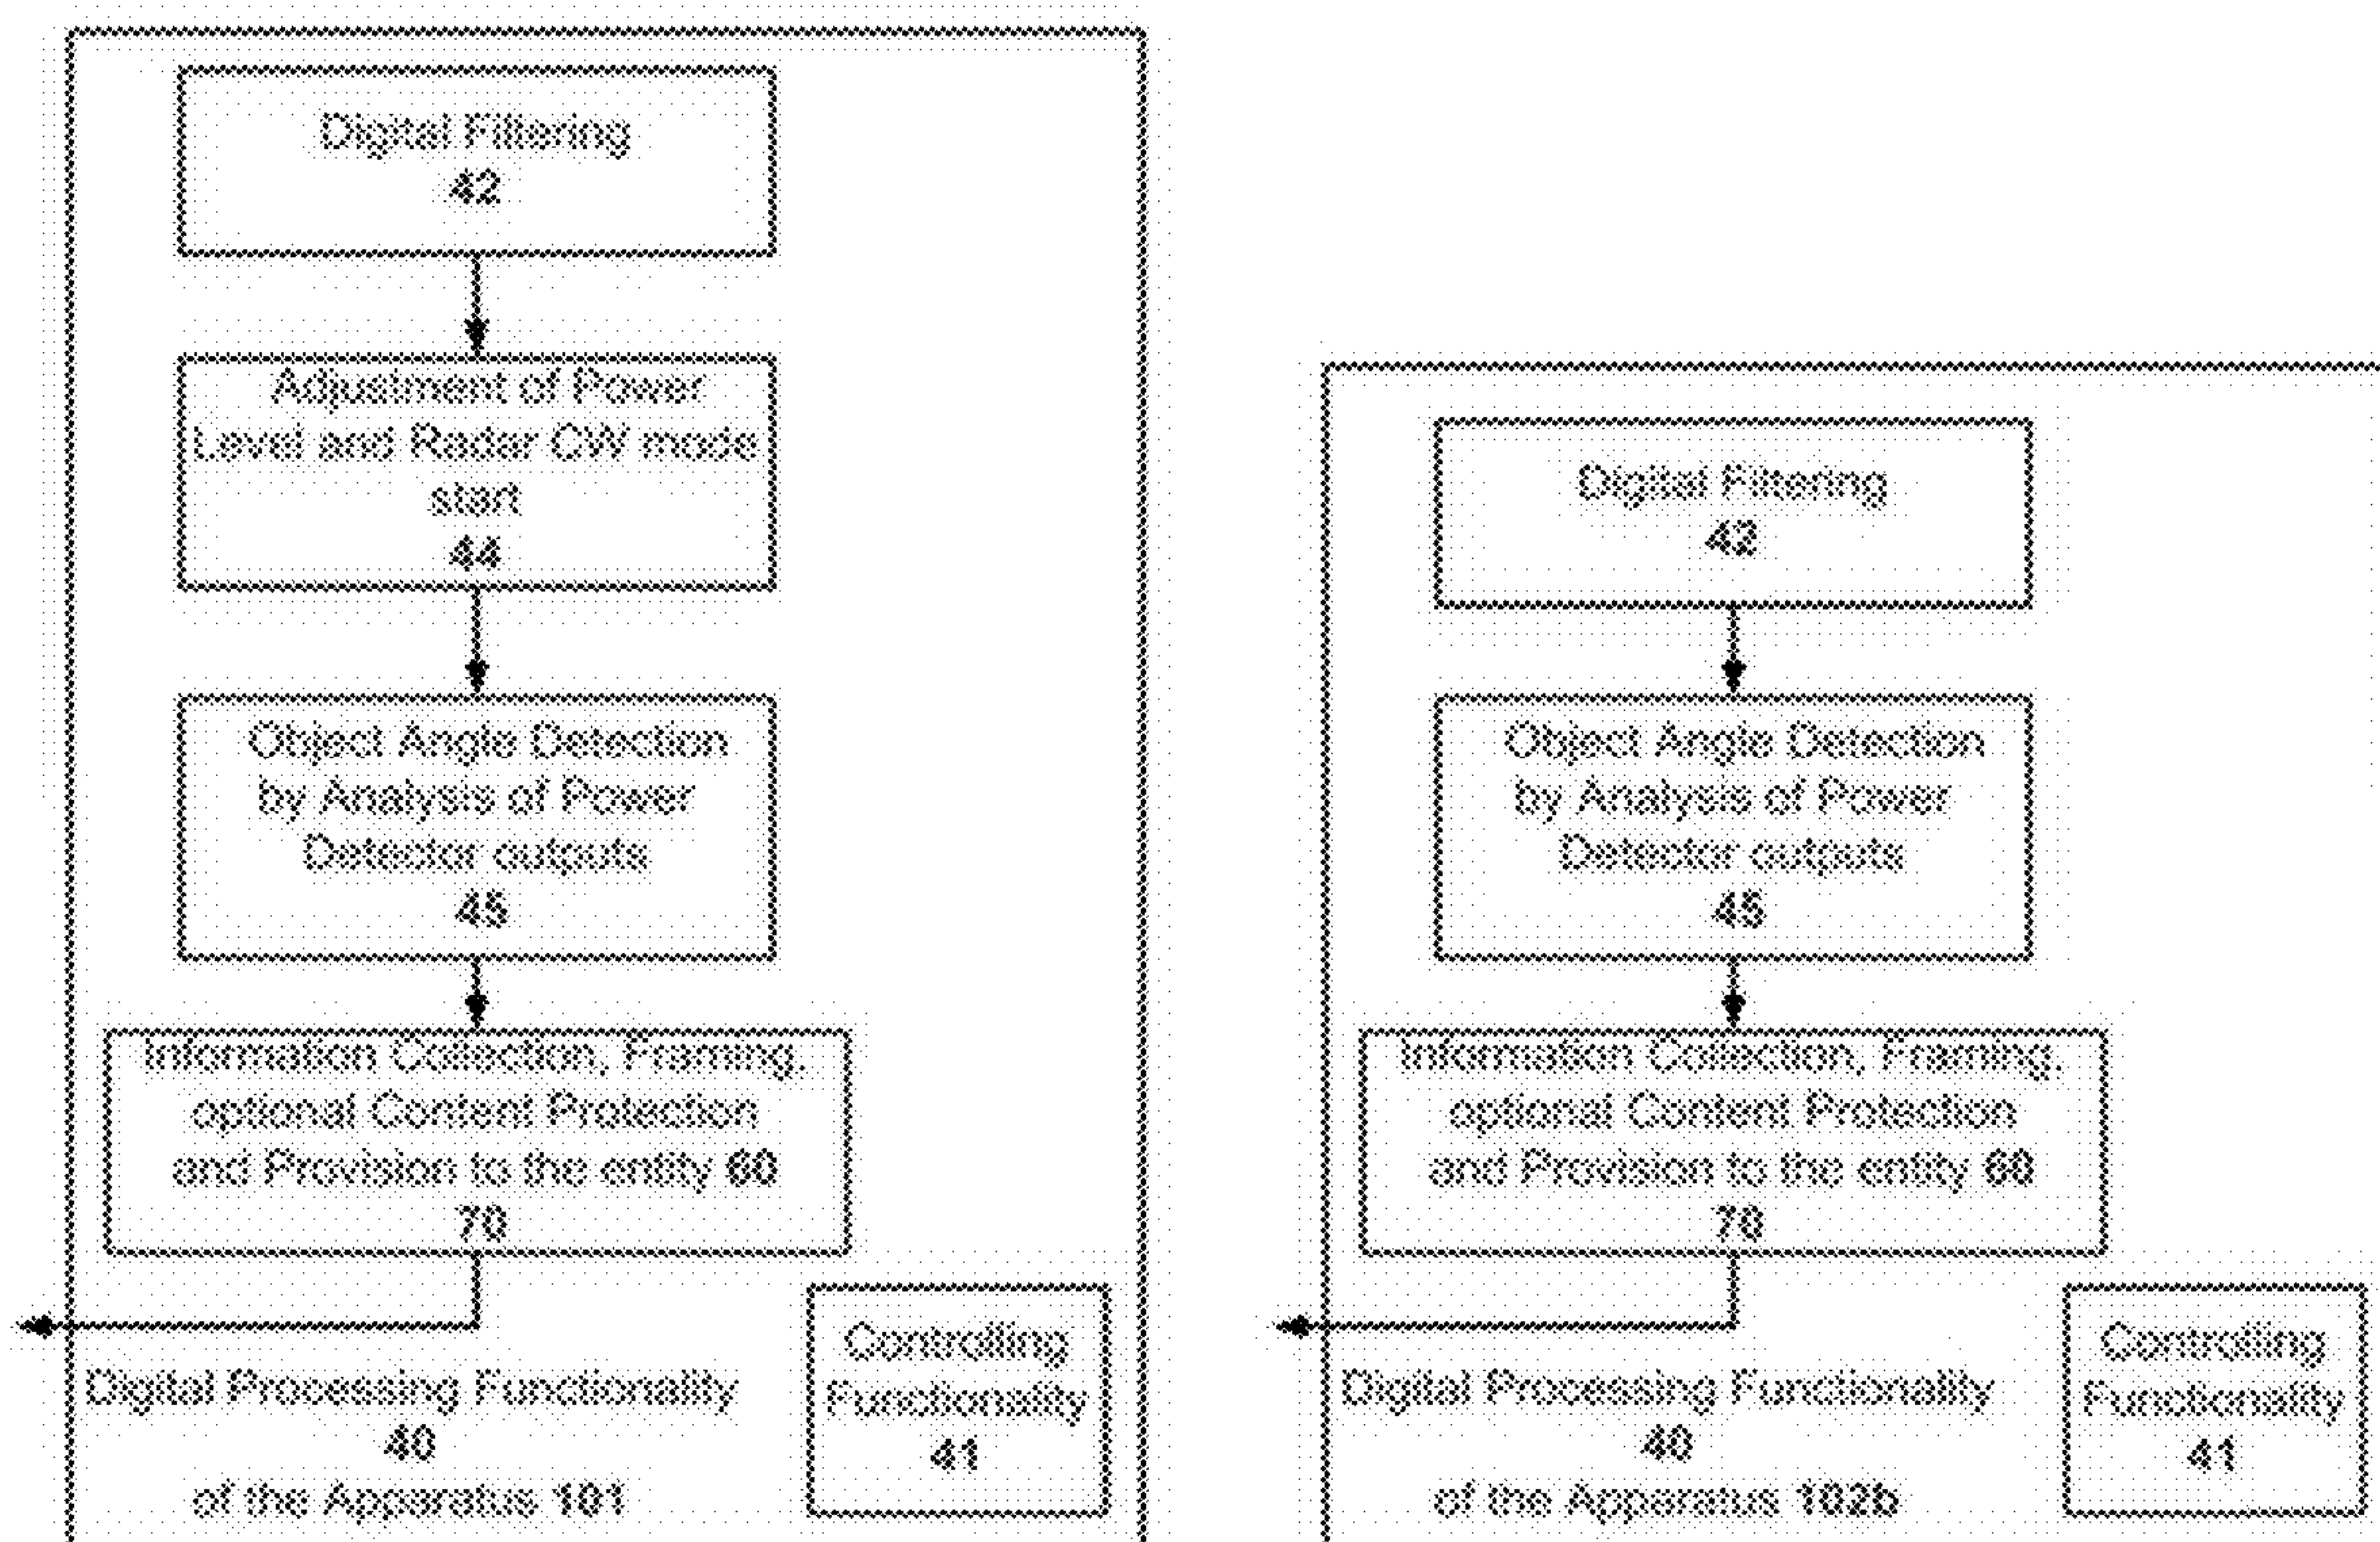 Digital Filtering
42
Adjustment of Power
Level and Radar CW mode
start
44
Object Angle Detection
by Analysis of Power
Detector outputs
45
Information Collection, Framing,
optional Content Protection
and Provision to the entity 60
70
Controlling
Functionality
41
Digital Processing Functionality
40
of the Apparatus 101
Digital Filtering
Object Angle Detection
by Analysis of Power
Detector outputs
45
Information Collection, Framing,
optional Content Protection
and Provision to the entity 60
70
Controlling
Functionality
41
Digital Processing Functionality
40
of the Apparatus 102b